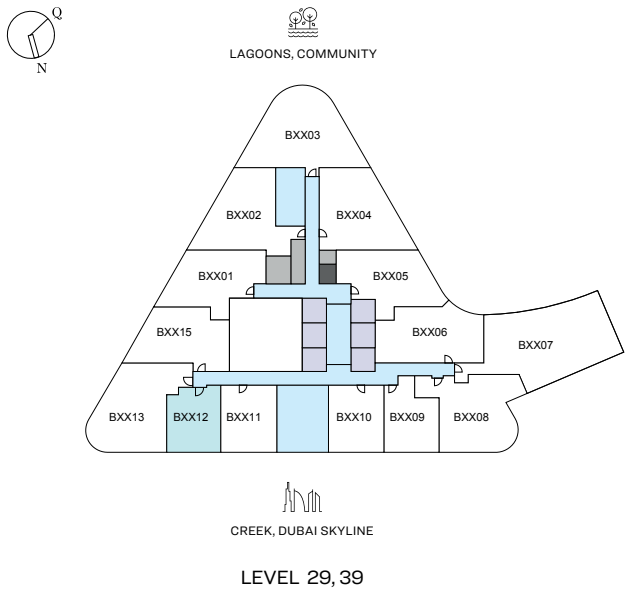 Q
N
LAGOONS, COMMUNITY
BXX03
BXX02
BXX04
BXX01
BXX05
BXX15
BXX06
BXX07
BXX13
BXX12
BXX11
BXX10
BXX09
BXX08
CREEK, DUBAI SKYLINE
LEVEL 29, 39